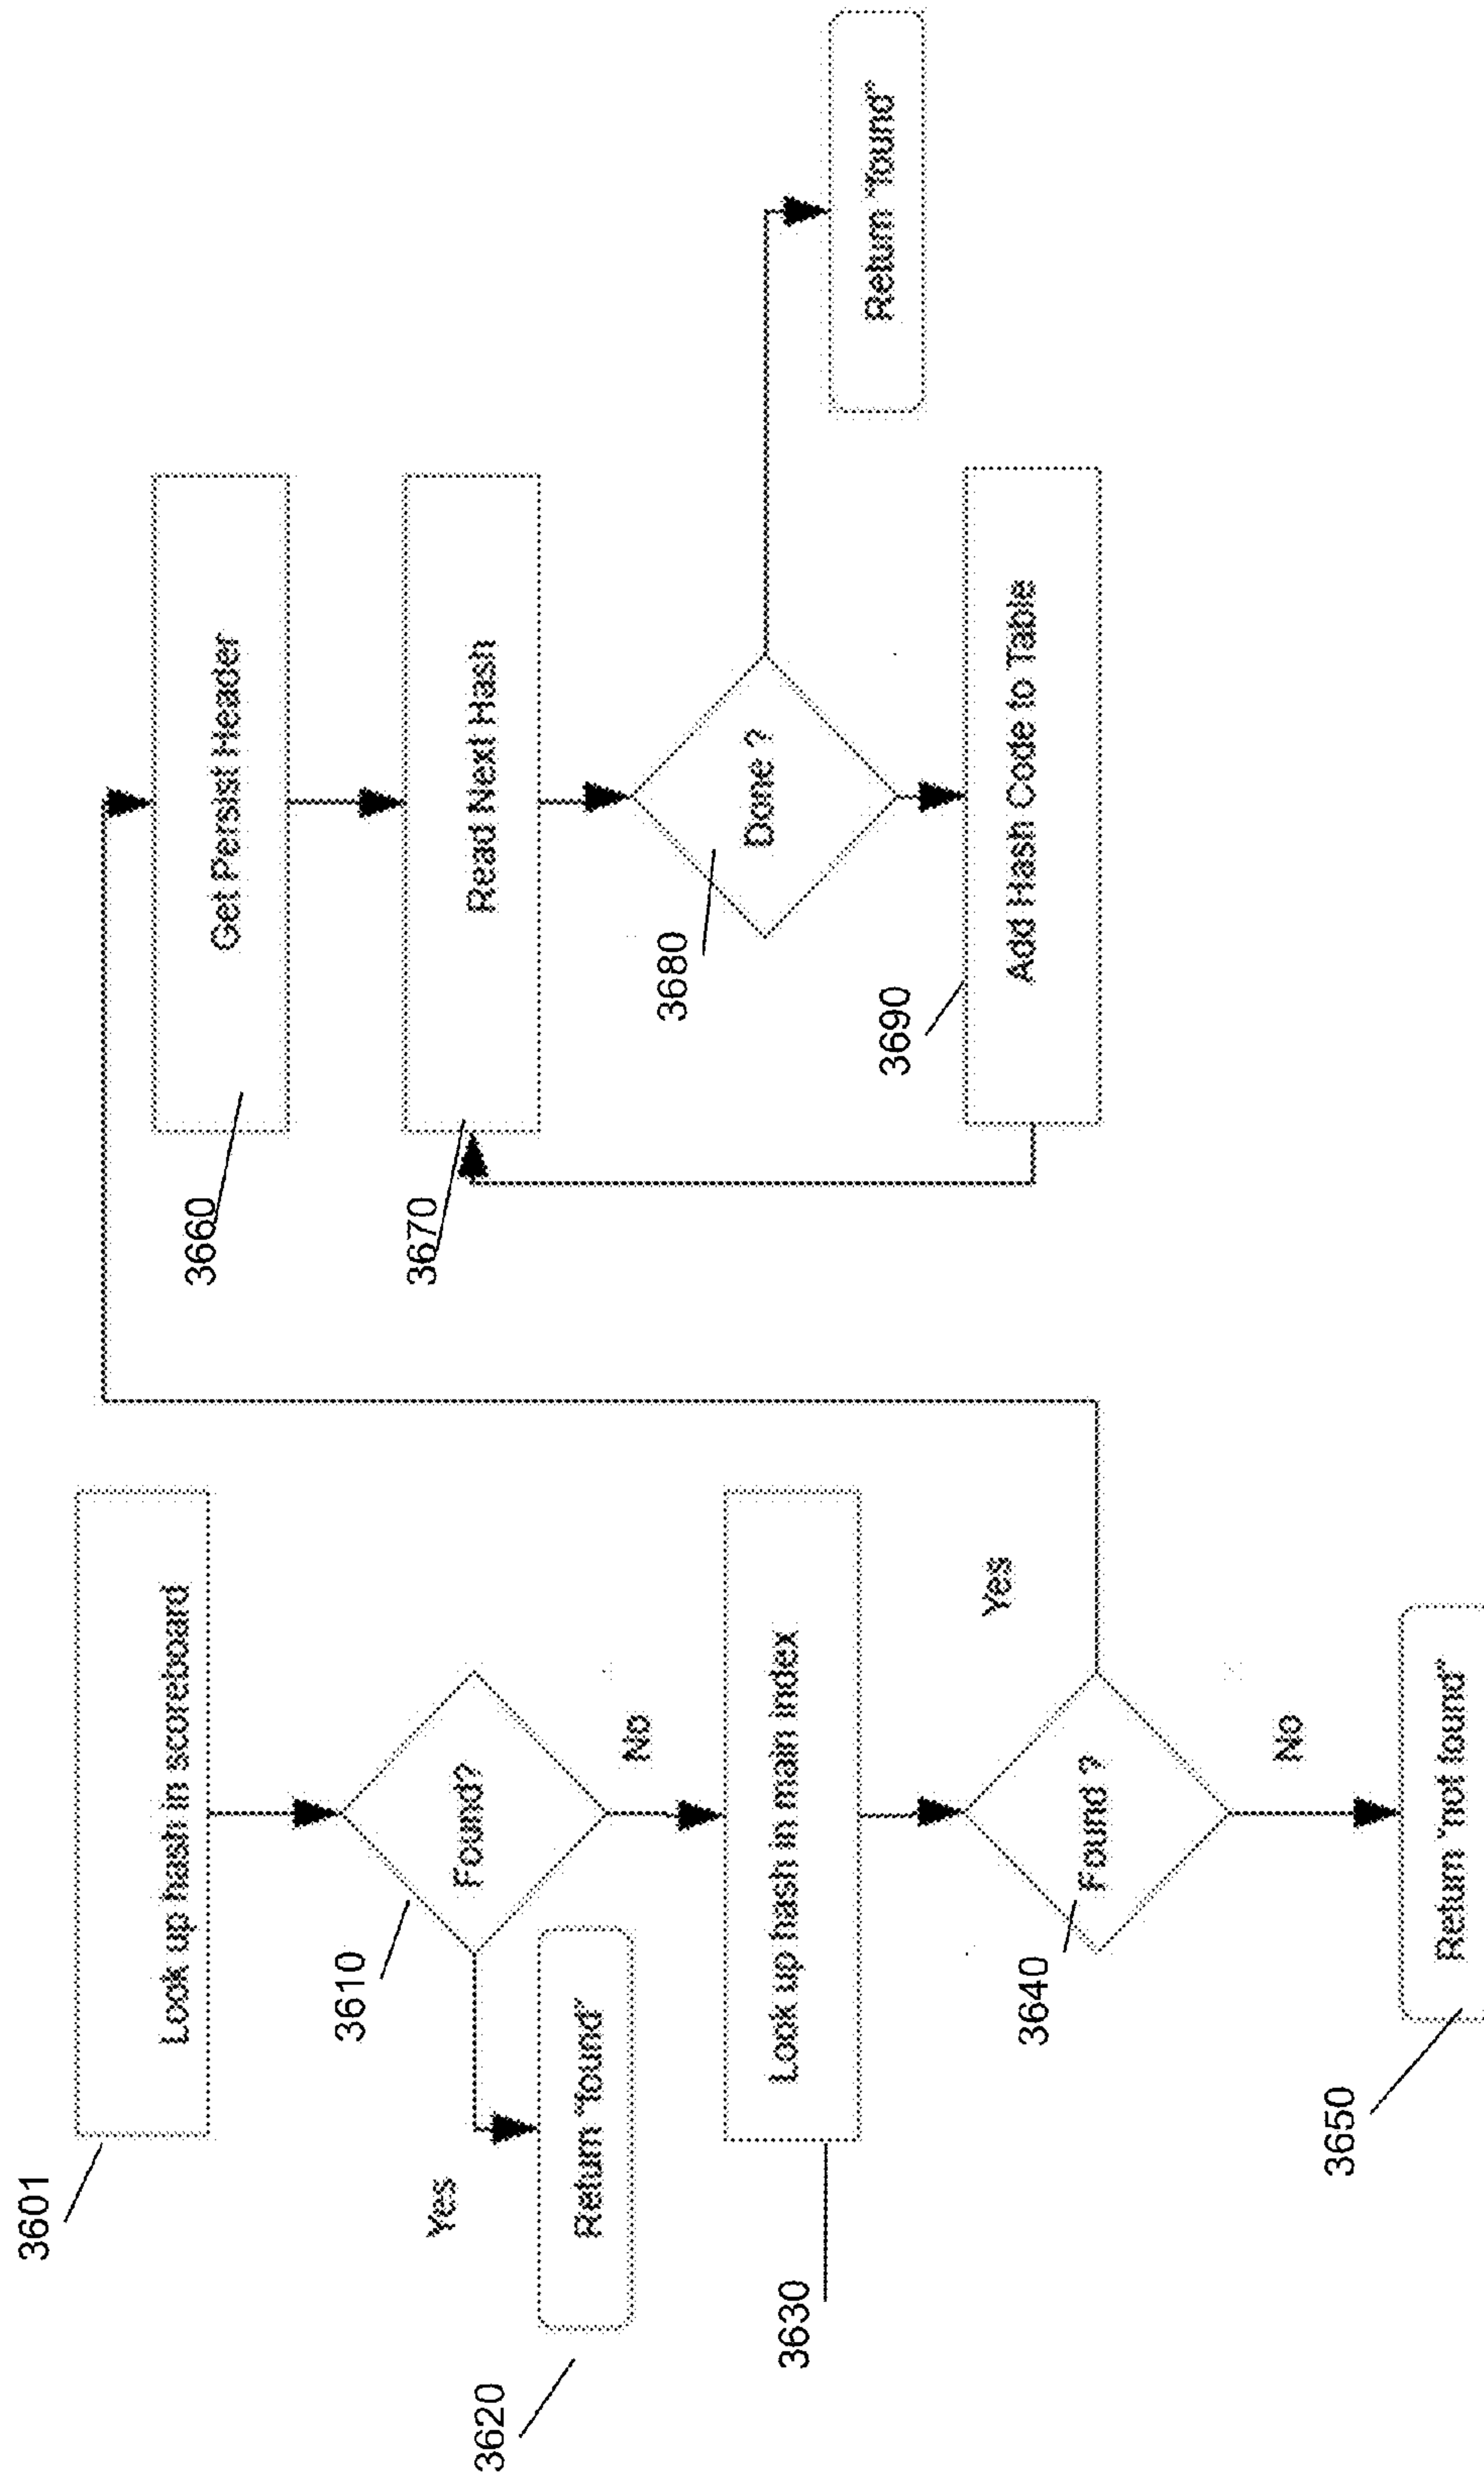 3601
Look up hash in scoreboard
3610
Found?
Yes
No
3620
Return "found"
3630
Look up hash in main index
3640
Found ?
Yes
No
3650
Return "not found"
3660
Get Persist Header
3670
Read Next Hash
3680
Done ?
3690
Add Hash Code to Table
Return "found"